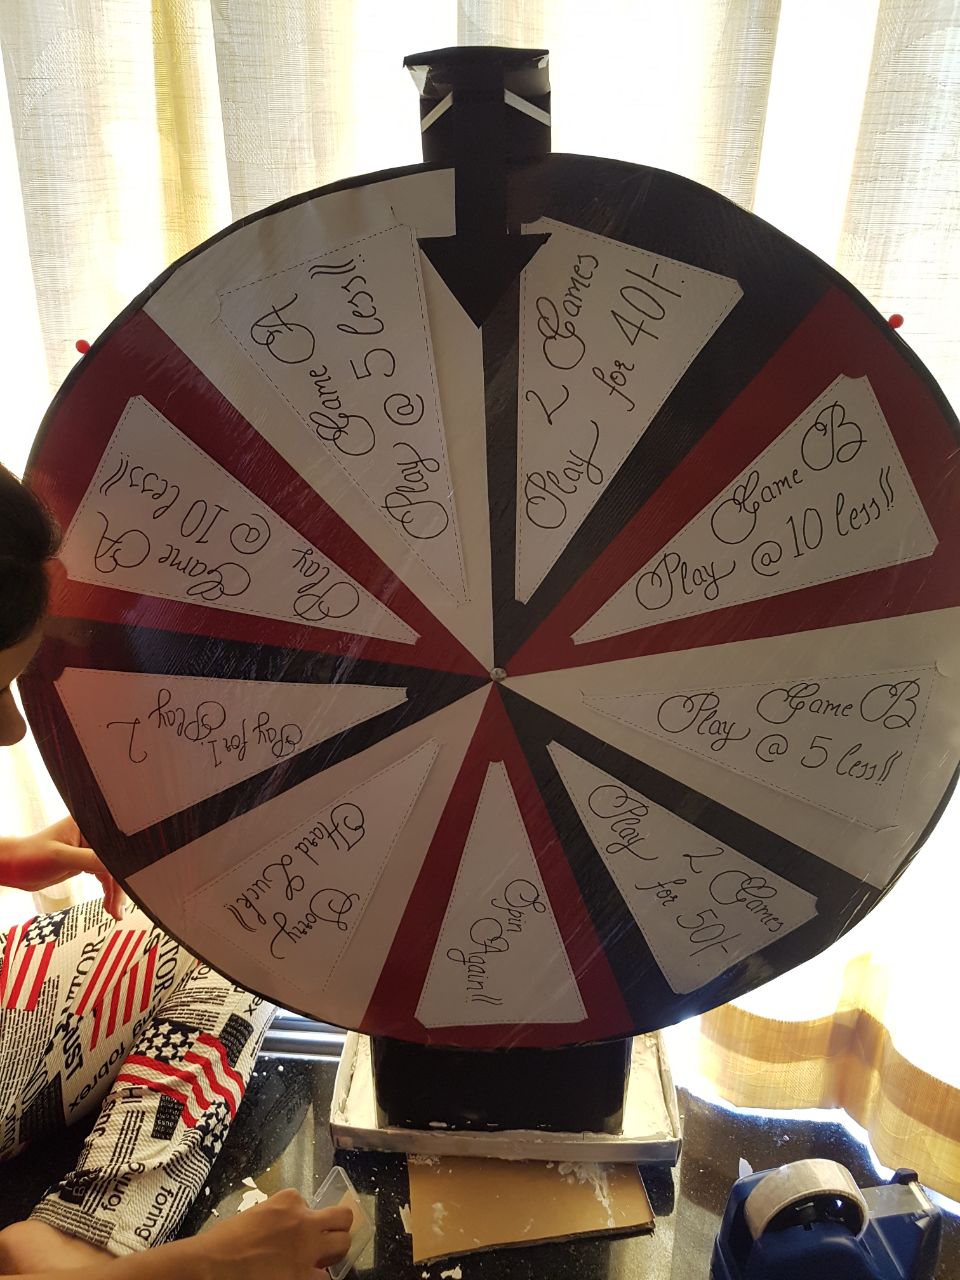 Play 2 Games
for 40/-
Game B
Play @ 10 less!!
Play Game B
@ 5 less!!
Play 2 Games
for 50/-
Spin
Again!!
Sorry
Hard Luck!!
Pay for 1
Play 2
Play Game A
@ 10 less!!
Play Game A
@ 5 less!!